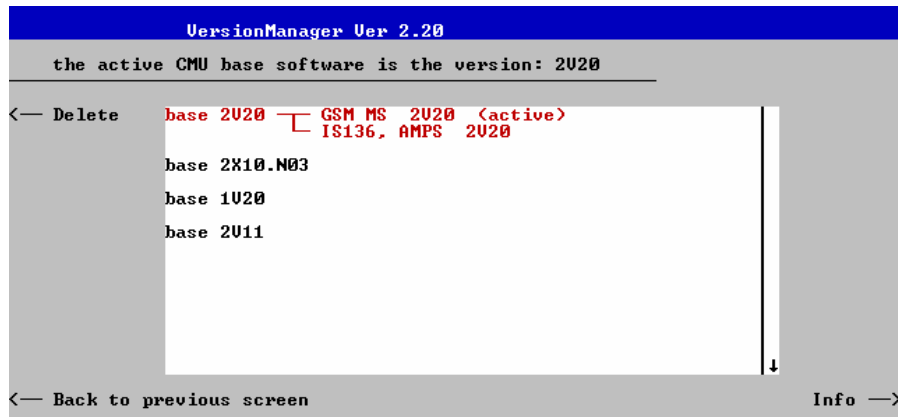 VersionManager Ver 2.20
the active CMU base software is the version: 2V20
<— Delete
base 2V20 GSM MS 2V20 (active)
IS136, AMPS 2V20
base 2X10.N03
base 1V20
base 2V11
<— Back to previous screen
Info —>